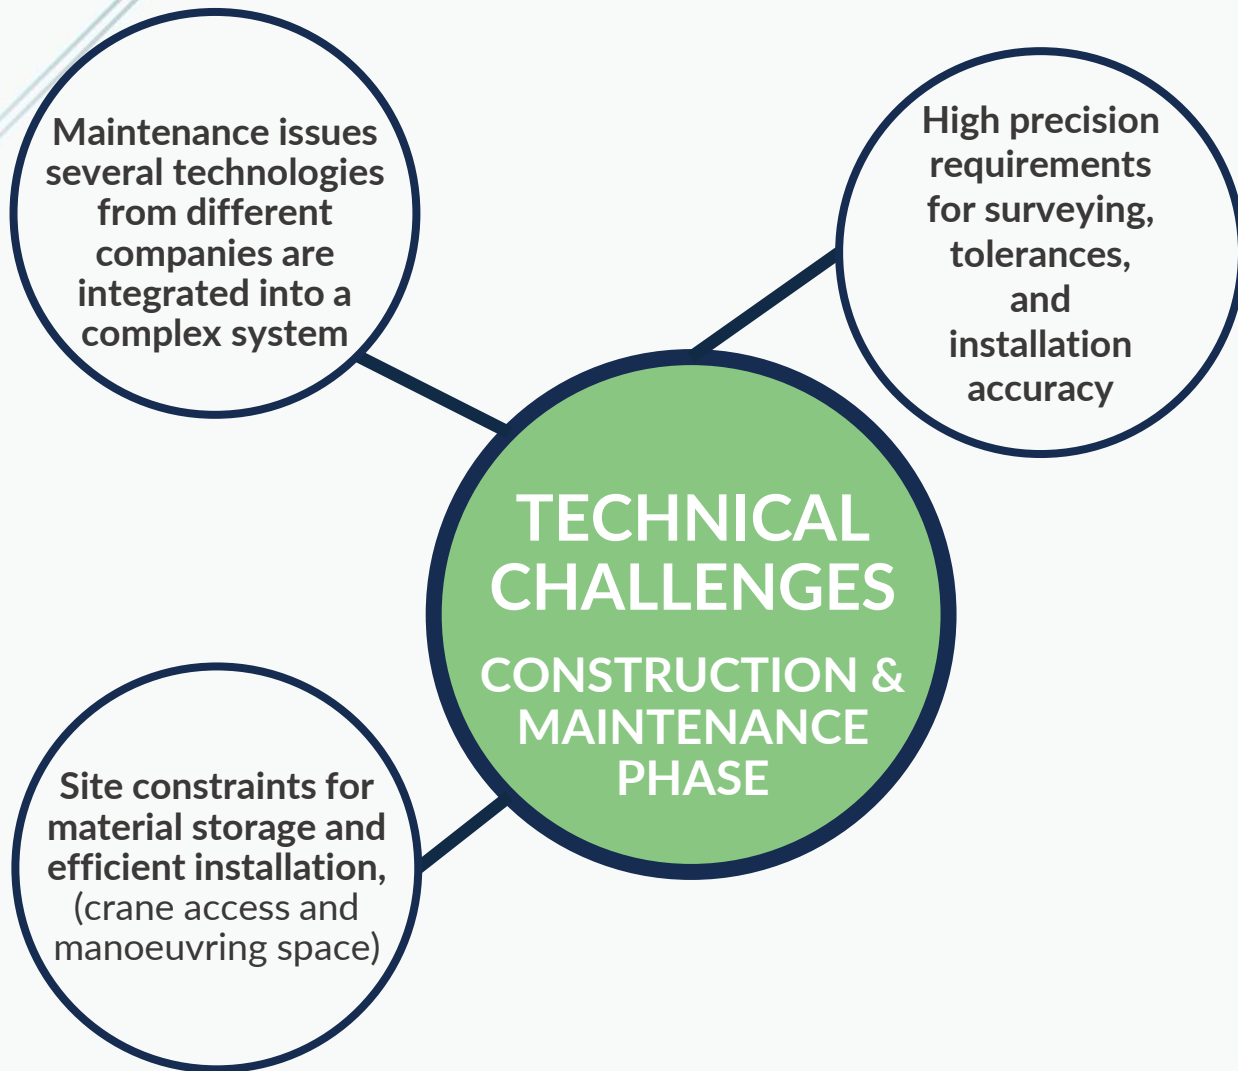 Maintenance issues
several technologies
from different
companies are
integrated into a
complex system
High precision
requirements
for surveying,
tolerances,
and
installation
accuracy
TECHNICAL
CHALLENGES
CONSTRUCTION &
MAINTENANCE
PHASE
Site constraints for
material storage and
efficient installation,
(crane access and
manoeuvring space)